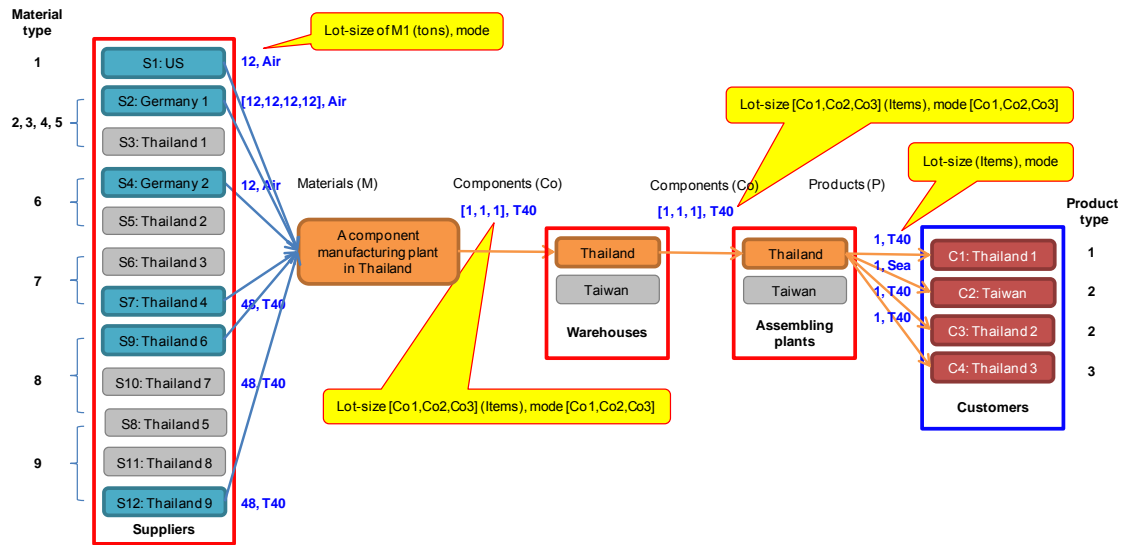 Material
type
Lot-size of M1 (tons), mode
1
S1: US
12, Air
S2: Germany 1
[12,12,12,12], Air
2, 3, 4, 5
S3: Thailand 1
Lot-size [Co1,Co2,Co3] (Items), mode [Co1,Co2,Co3]
Lot-size (Items), mode
S4: Germany 2
12, Air
Materials (M)
Components (Co)
Components (Co)
Products (P)
6
S5: Thailand 2
[1, 1, 1], T40
[1, 1, 1], T40
Product
type
A component
manufacturing plant
in Thailand
Thailand
Taiwan
Warehouses
Thailand
Taiwan
Assembling
plants
1, T40
1, Sea
1, T40
1, T40
C1: Thailand 1
1
C2: Taiwan
2
C3: Thailand 2
2
C4: Thailand 3
3
Customers
S6: Thailand 3
7
S7: Thailand 4
48, T40
S9: Thailand 6
8
S10: Thailand 7
48, T40
Lot-size [Co1,Co2,Co3] (Items), mode [Co1,Co2,Co3]
S8: Thailand 5
9
S11: Thailand 8
S12: Thailand 9
48, T40
Suppliers